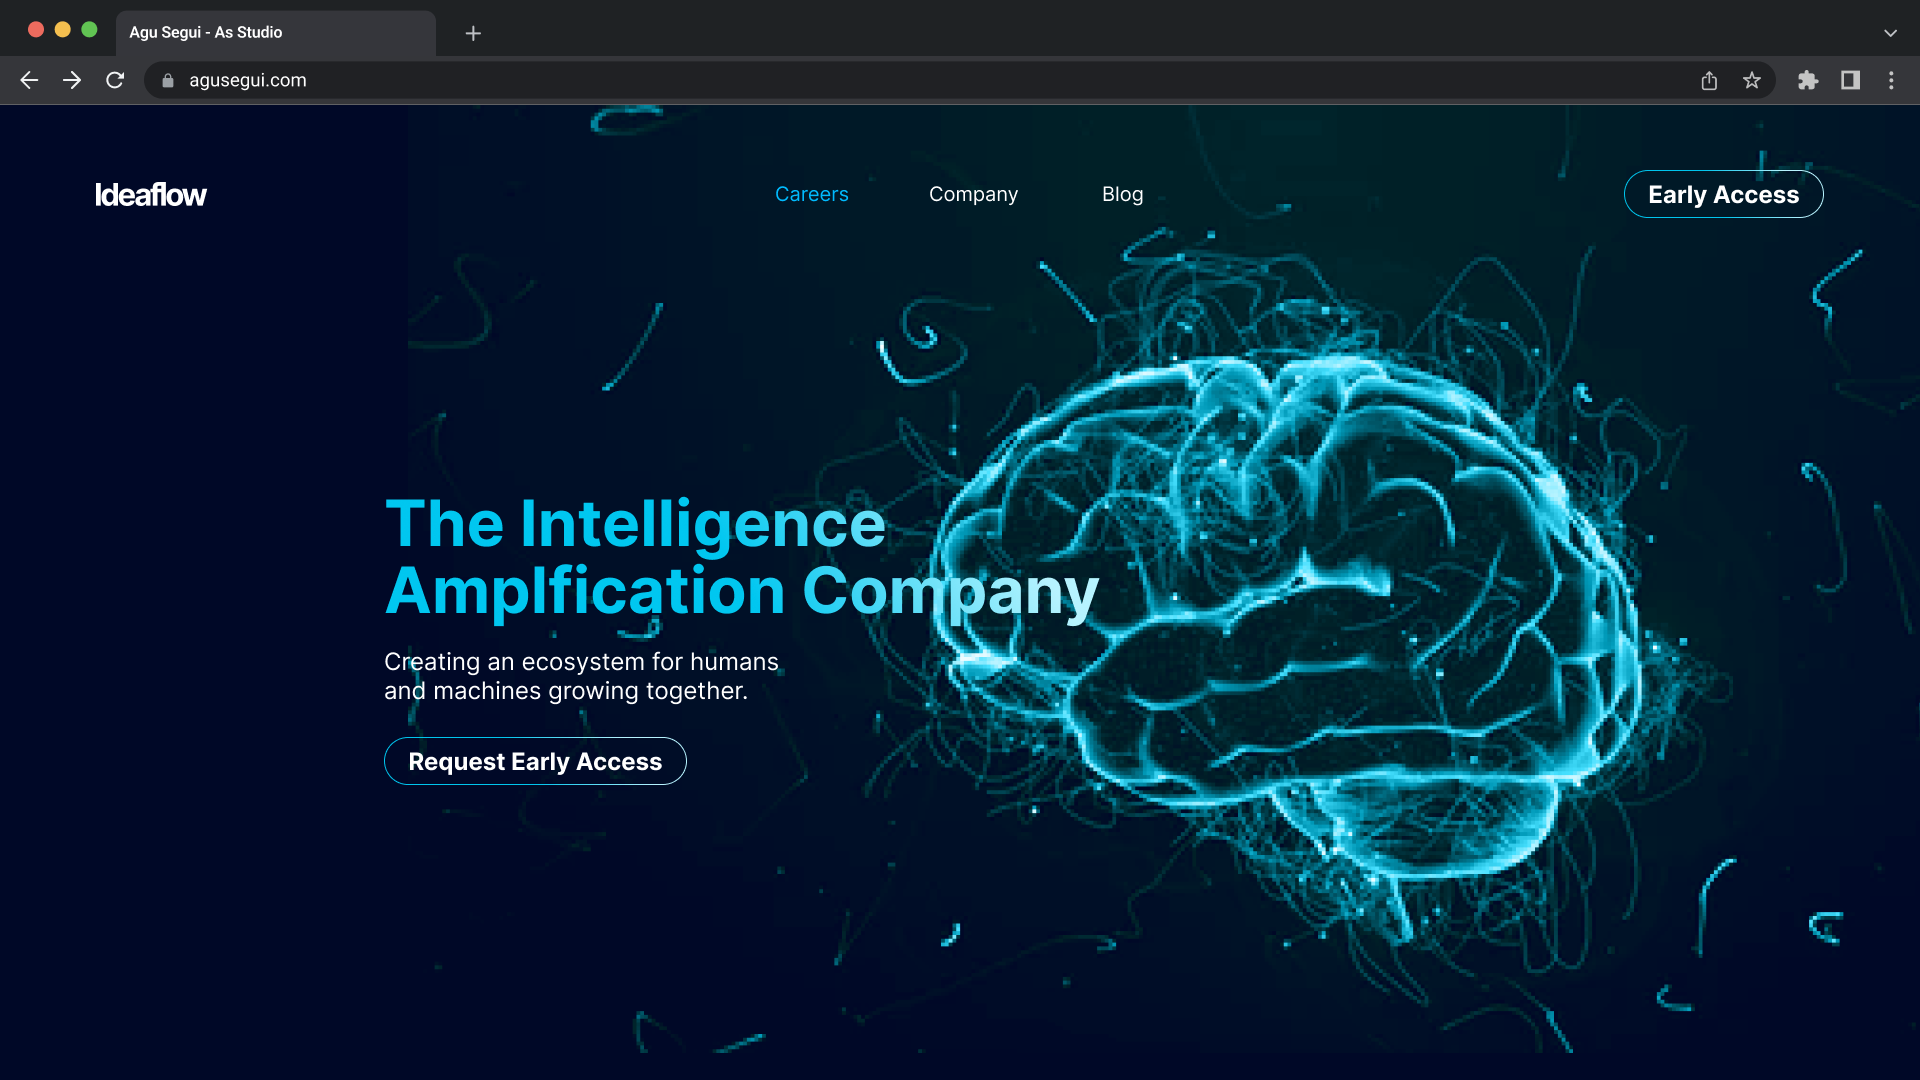 Agu Segui - As Studio
agusegui.com
Ideaflow
Careers
Company
Blog
Early Access
The Intelligence
Amplfication Company
Creating an ecosystem for humans
and machines growing together.
Request Early Access